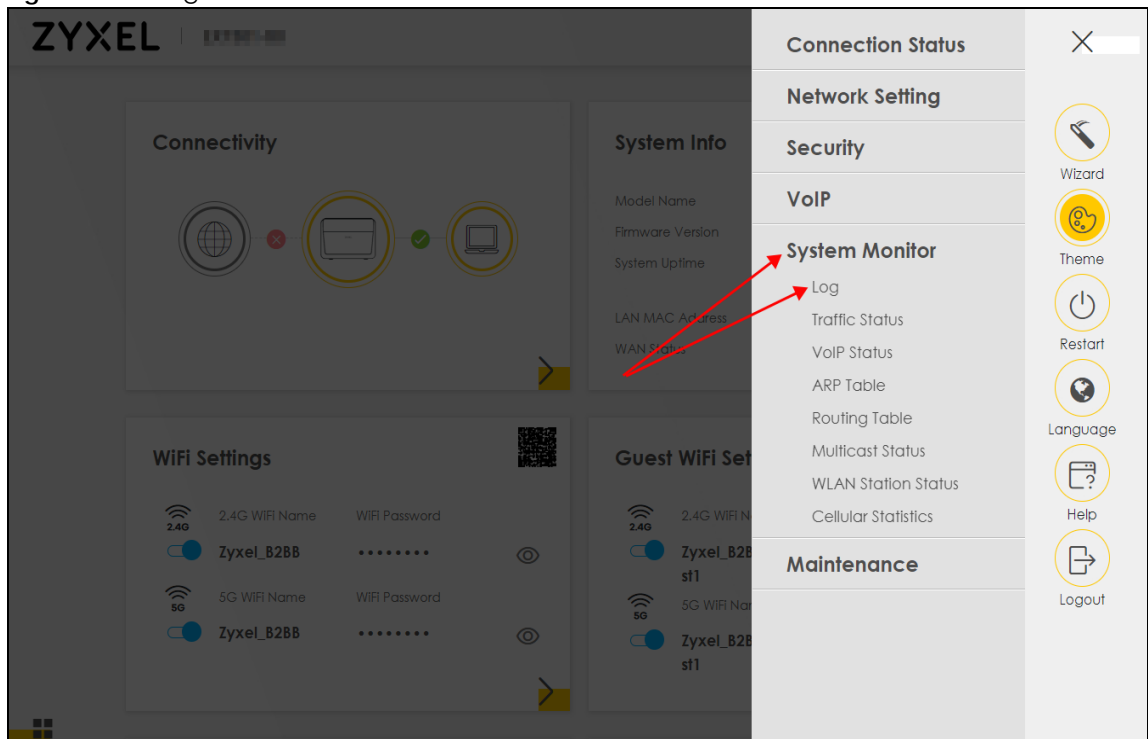 ZYXEL
Connectivity
System Info
Model Name
Firmware Version
System Uptime
LAN MAC Address
WAN Status
WiFi Settings
2.4G
2.4G WiFi Name WiFi Password
Zyxel_B2BB ••••••••
5G
5G WiFi Name WiFi Password
Zyxel_B2BB ••••••••
Guest WiFi Set
2.4G
2.4G WiFi N
Zyxel_B2B
st1
5G
5G WiFi Nar
Zyxel_B2B
st1
Connection Status
Network Setting
Security
VoIP
System Monitor
Log
Traffic Status
VoIP Status
ARP Table
Routing Table
Multicast Status
WLAN Station Status
Cellular Statistics
Maintenance
Wizard
Theme
Restart
Language
Help
Logout